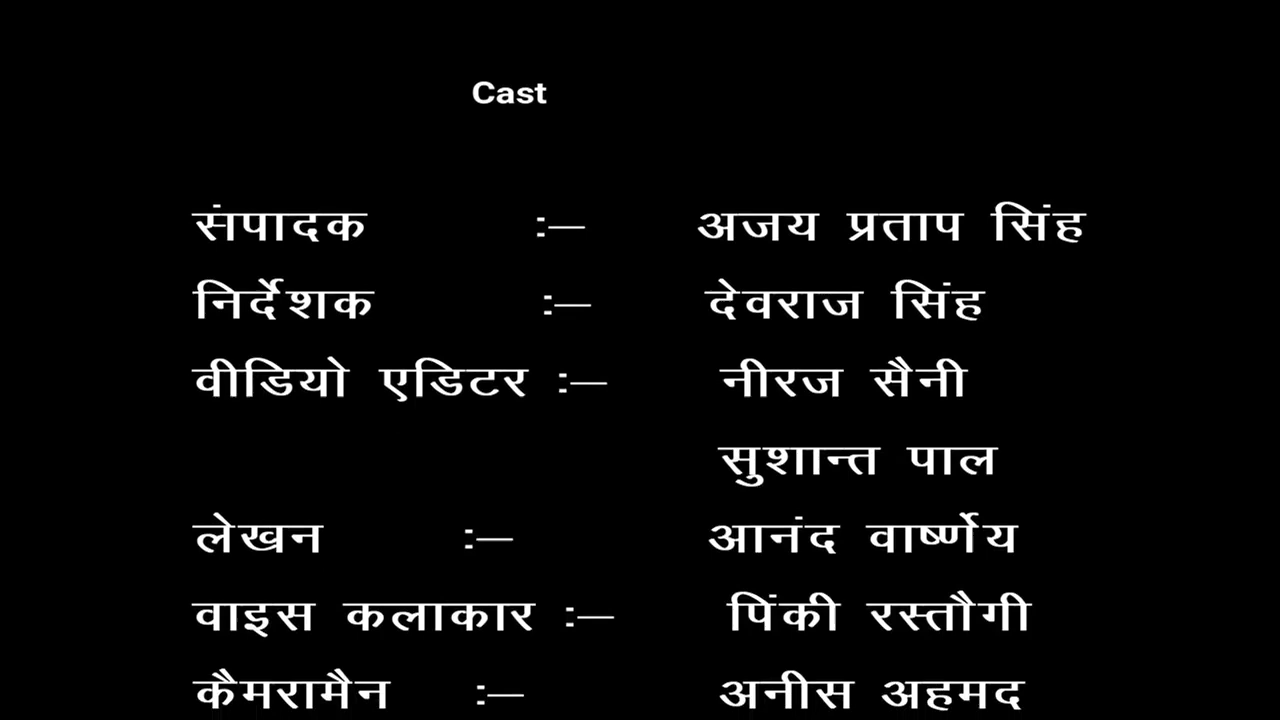 Cast
संपादक :— अजय प्रताप सिंह
निर्देशक :— देवराज सिंह
वीडियो एडिटर :— नीरज सैनी
सुशान्त पाल
लेखन :— आनंद वार्ष्णेय
वाइस कलाकार :— पिंकी रस्तौगी
कैमरामैन :— अनीस अहमद